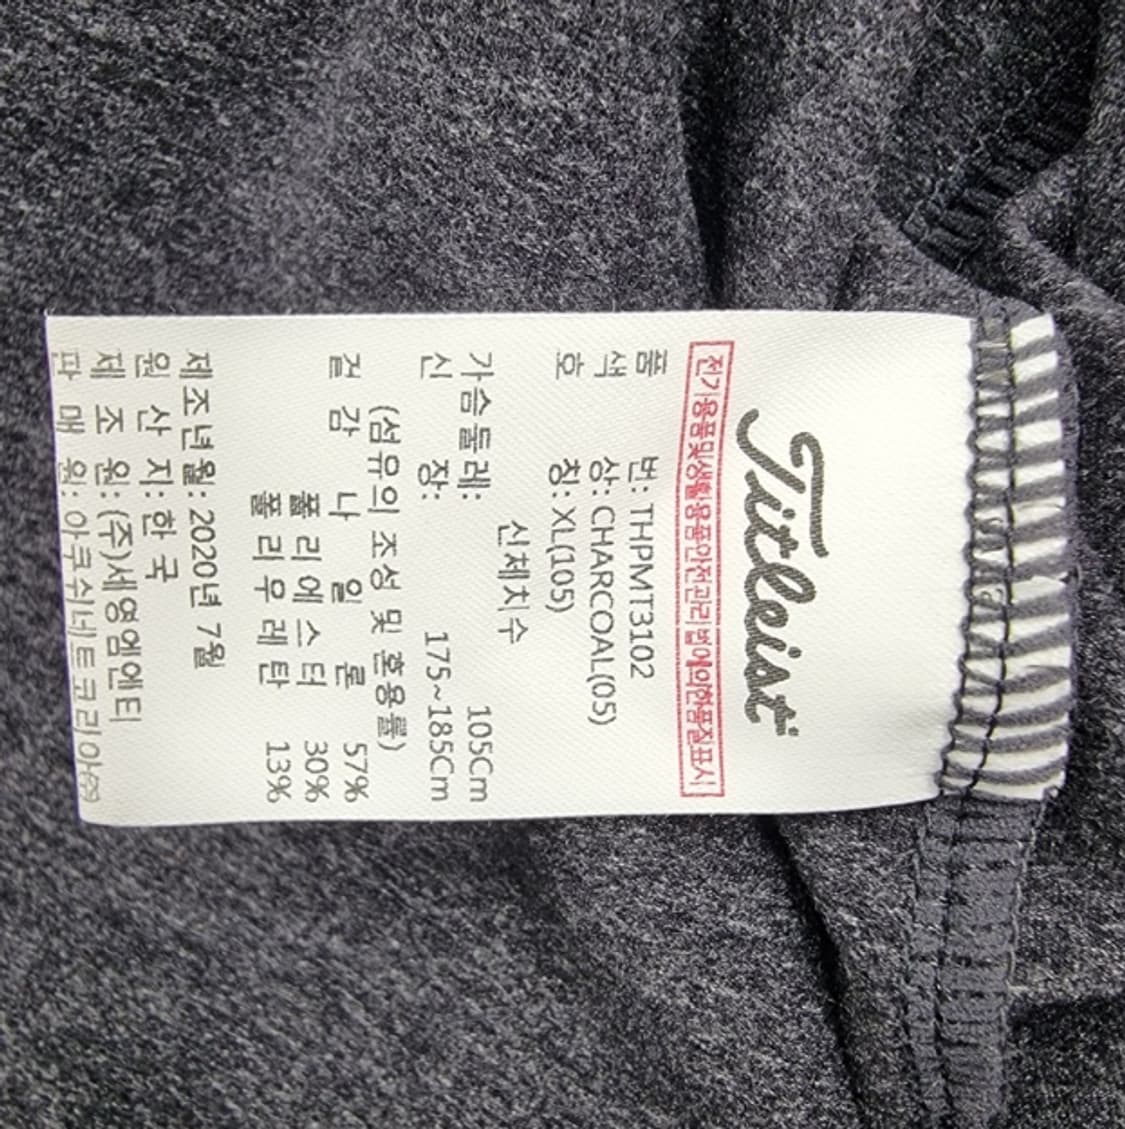 Titleist
전기용품및생활용품안전관리법에의한품질표시
품 번: THPMT3102
색 상: CHARCOAL(05)
호 칭: XL(105)
신체치수
가슴둘레: 105Cm
신 장: 175~185Cm
(섬유의 조성 및 혼용률)
겉 감 나 일 론 57%
폴리에스터 30%
폴리우레탄 13%
제조년월: 2020년 7월
원 산 지: 한 국
제 조 원: (주)세영엠엔티
판 매 원: 아쿠쉬네트코리아(주)